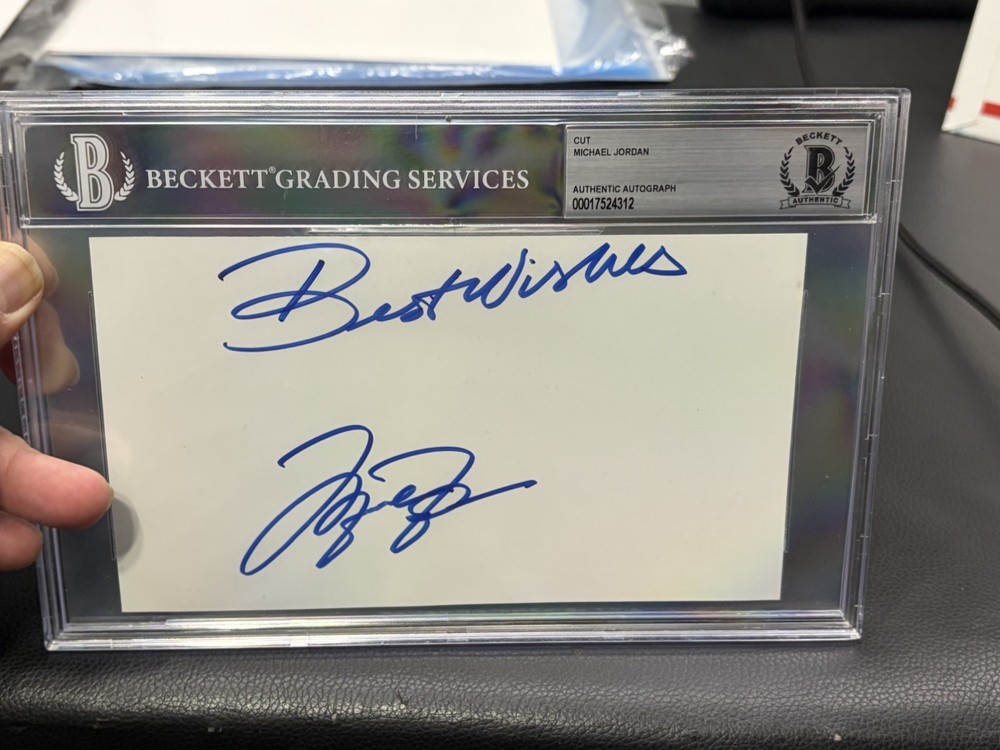 B
BECKETT® GRADING SERVICES
CUT
MICHAEL JORDAN
AUTHENTIC AUTOGRAPH
00017524312
BECKETT
B
AUTHENTIC
Best Wishes